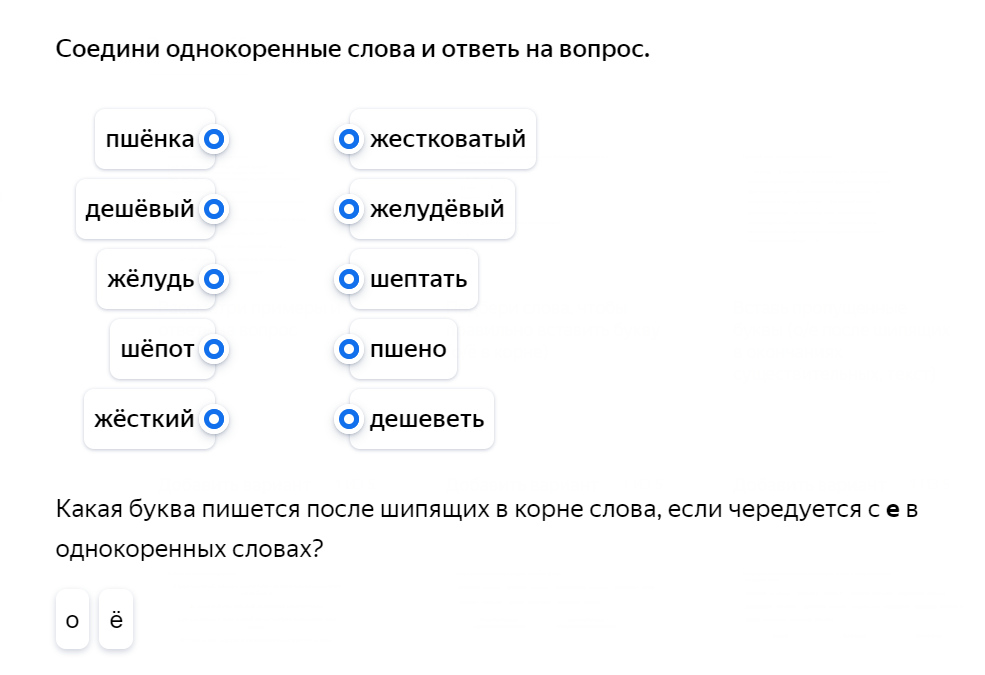 Соедини однокоренные слова и ответь на вопрос.
пшёнка жестковатый
дешёвый желудёвый
жёлудь шептать
шёпот пшено
жёсткий дешеветь
Какая буква пишется после шипящих в корне слова, если чередуется с е в
однокоренных словах?
о ё